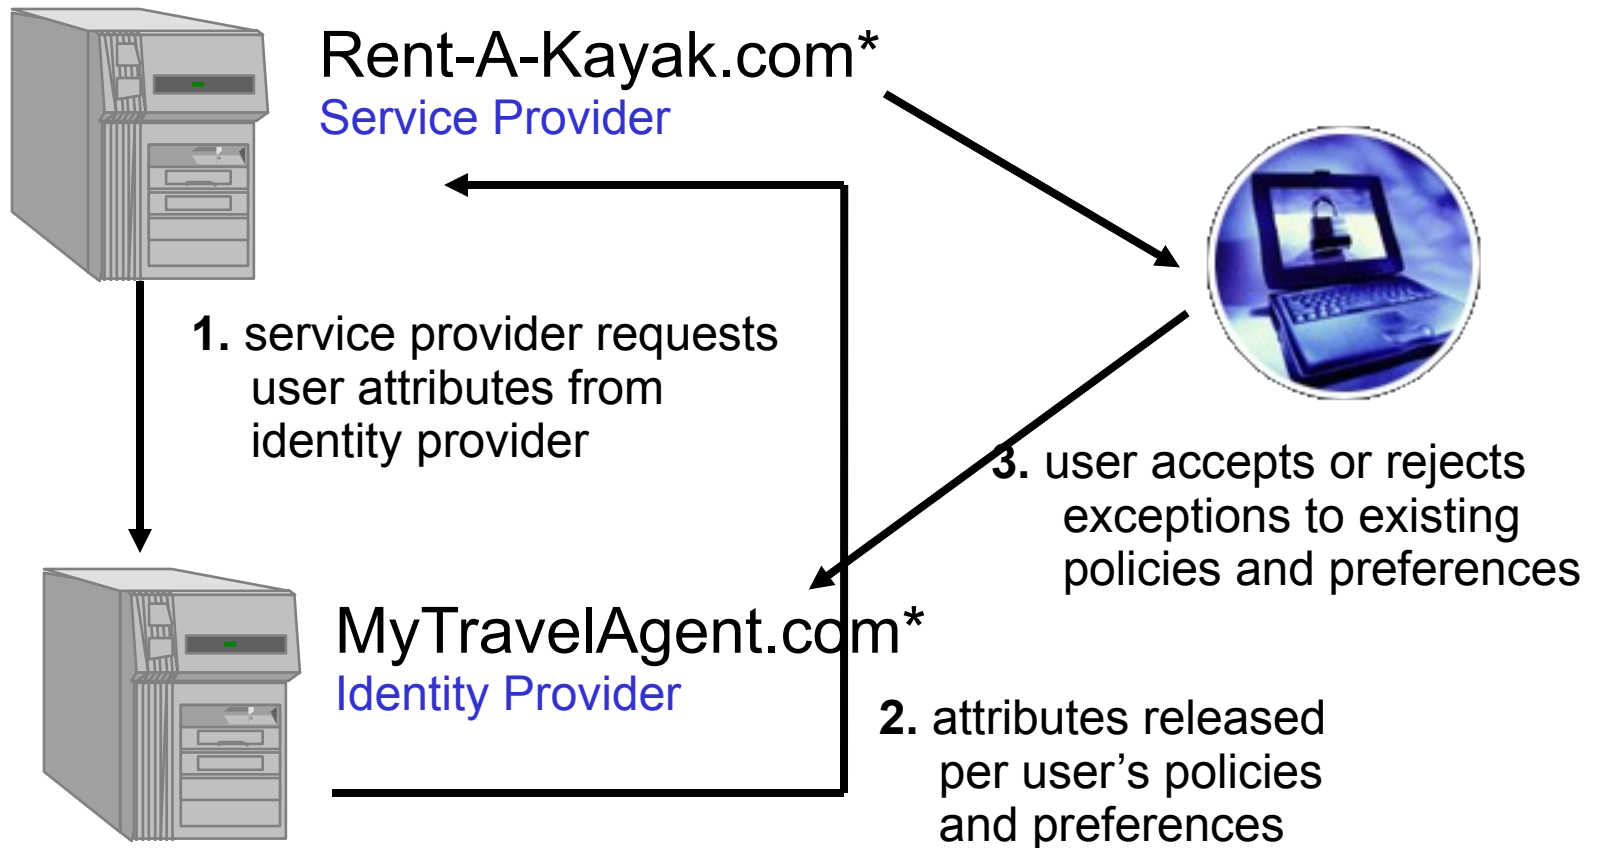 Rent-A-Kayak.com*
Service Provider
1. service provider requests
user attributes from
identity provider
3. user accepts or rejects
exceptions to existing
policies and preferences
MyTravelAgent.com*
Identity Provider
2. attributes released
per user’s policies
and preferences